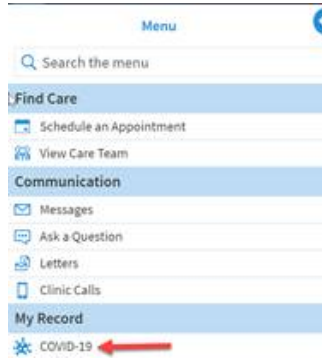 Menu
Search the menu
Find Care
Schedule an Appointment
View Care Team
Communication
Messages
Ask a Question
Letters
Clinic Calls
My Record
COVID-19